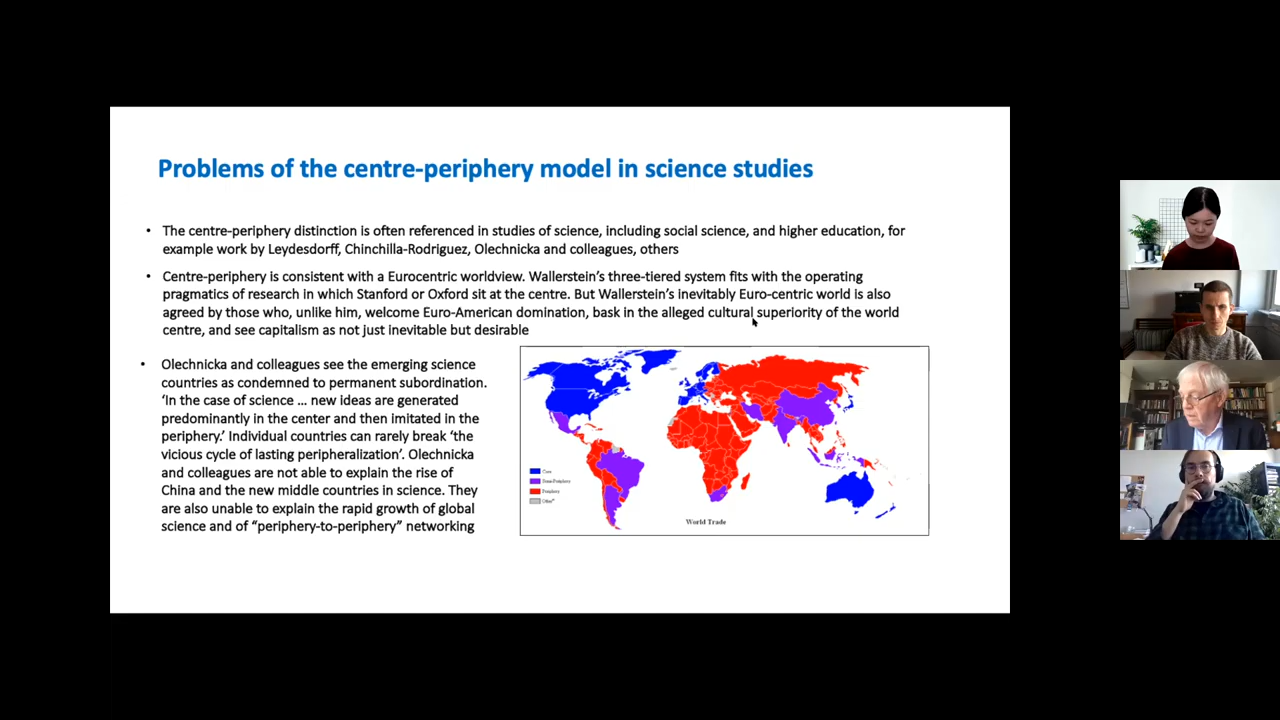 Problems of the centre-periphery model in science studies
• The centre-periphery distinction is often referenced in studies of science, including social science, and higher education, for
example work by Leydesdorff, Chinchilla-Rodriguez, Olechnicka and colleagues, others
• Centre-periphery is consistent with a Eurocentric worldview. Wallerstein's three-tiered system fits with the operating
pragmatics of research in which Stanford or Oxford sit at the centre. But Wallerstein's inevitably Euro-centric world is also
agreed by those who, unlike him, welcome Euro-American domination, bask in the alleged cultural superiority of the world
centre, and see capitalism as not just inevitable but desirable
• Olechnicka and colleagues see the emerging science
countries as condemned to permanent subordination.
'In the case of science ... new ideas are generated
predominantly in the center and then imitated in the
periphery.' Individual countries can rarely break 'the
vicious cycle of lasting peripheralization'. Olechnicka
and colleagues are not able to explain the rise of
China and the new middle countries in science. They
are also unable to explain the rapid growth of global
science and of "periphery-to-periphery" networking
Core
Semi-Periphery
Periphery
Other*
World Trade